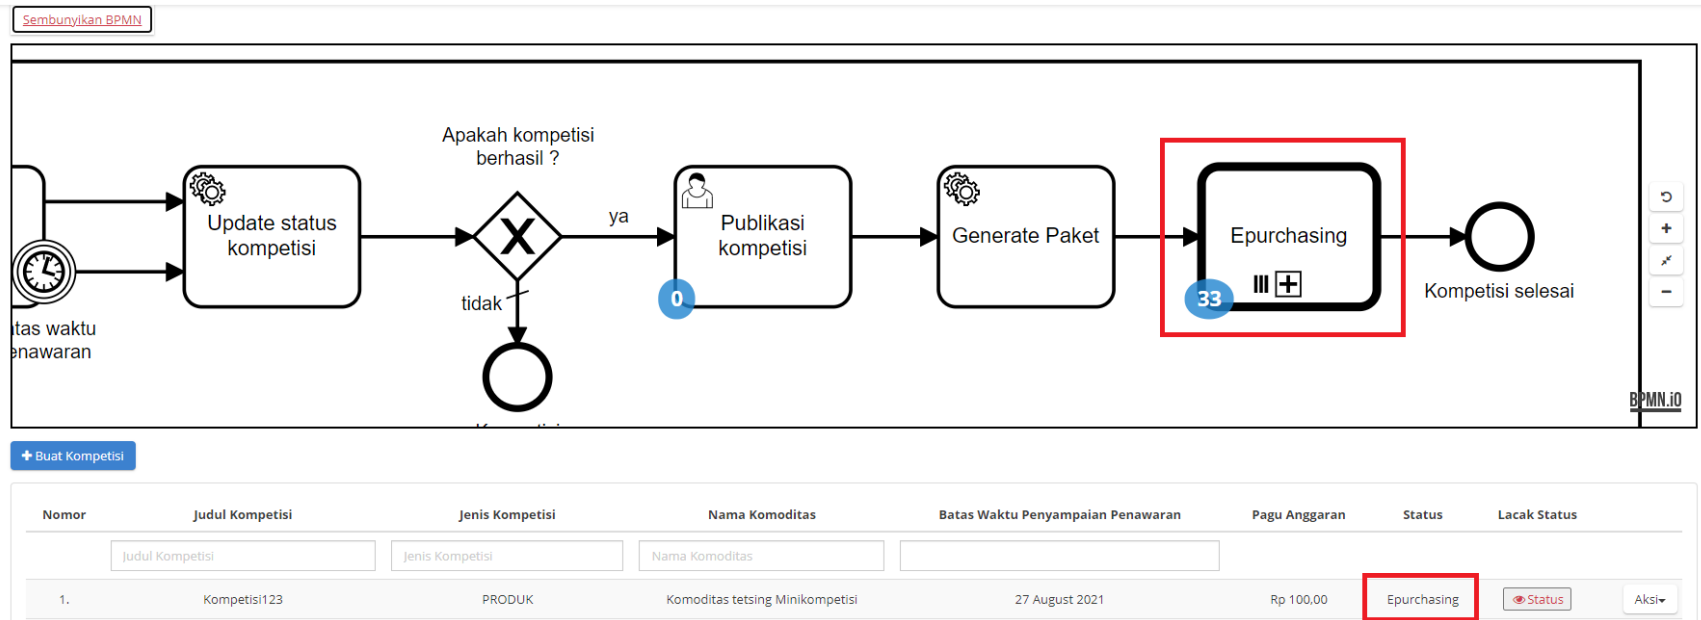 Sembunyikan BPMN
Apakah kompetisi
berhasil ?
Update status
kompetisi
ya
Publikasi
kompetisi
Generate Paket
Epurchasing
tidak
0
33
Kompetisi selesai
waktu
BPMN.iO
Buat Kompetisi
Nomor Judul Kompetisi Jenis Kompetisi Nama Komoditas Batas Waktu Penyampaian Penawaran Pagu Anggaran Status Lacak Status
Judul Kompetisi Jenis Kompetisi Nama Komoditas
1. Kompetisi123 PRODUK Komoditas tetsing Minikompetisi 27 August 2021 Rp 100,00 Epurchasing Status Aksi